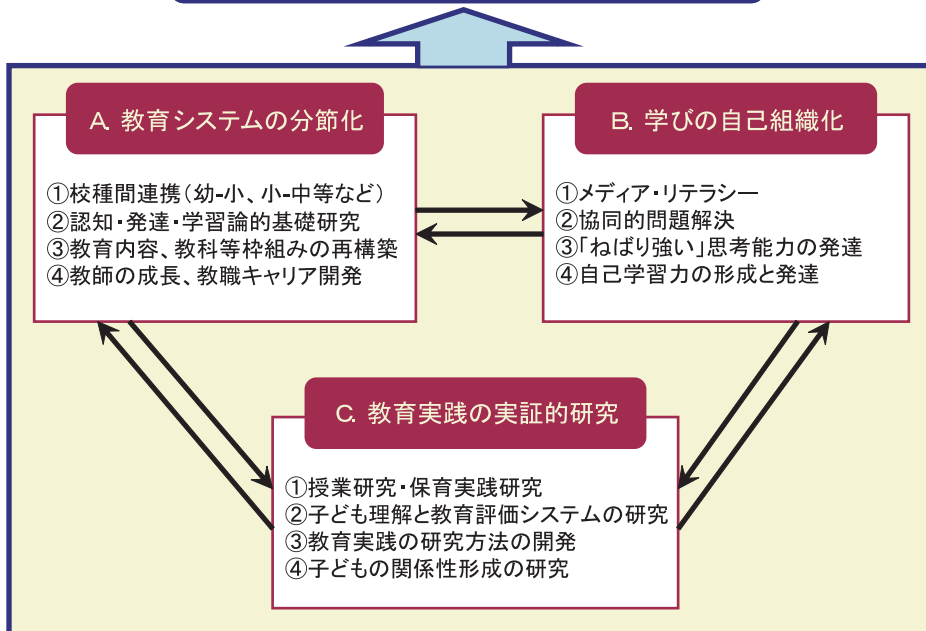 A. 教育システムの分節化
①校種間連携(幼-小、小-中等など)
②認知・発達・学習論的基礎研究
③教育内容、教科等枠組みの再構築
④教師の成長、教職キャリア開発
B. 学びの自己組織化
①メディア・リテラシー
②協同的問題解決
③「ねばり強い」思考能力の発達
④自己学習力の形成と発達
C. 教育実践の実証的研究
①授業研究・保育実践研究
②子ども理解と教育評価システムの研究
③教育実践の研究方法の開発
④子どもの関係性形成の研究